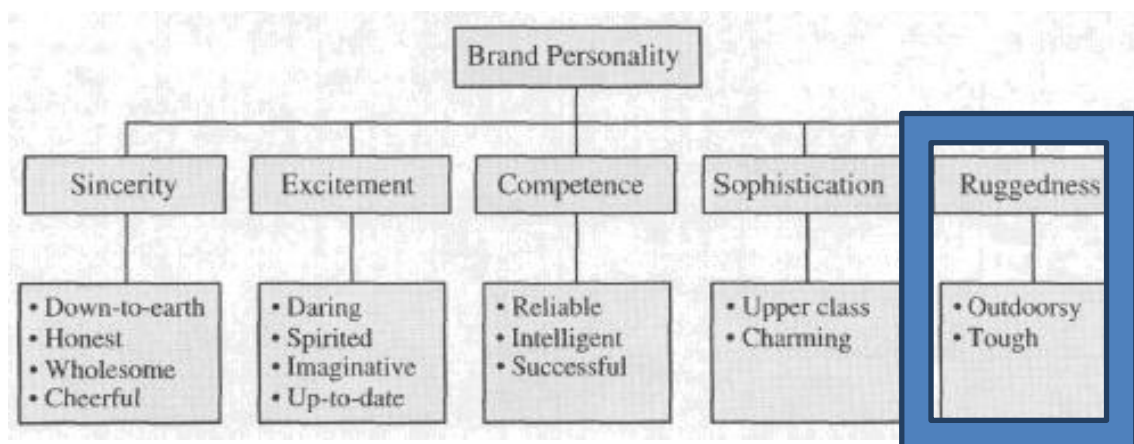 Brand Personality
Sincerity
Excitement
Competence
Sophistication
Ruggedness
• Down-to-earth
• Honest
• Wholesome
• Cheerful
• Daring
• Spirited
• Imaginative
• Up-to-date
• Reliable
• Intelligent
• Successful
• Upper class
• Charming
• Outdoorsy
• Tough